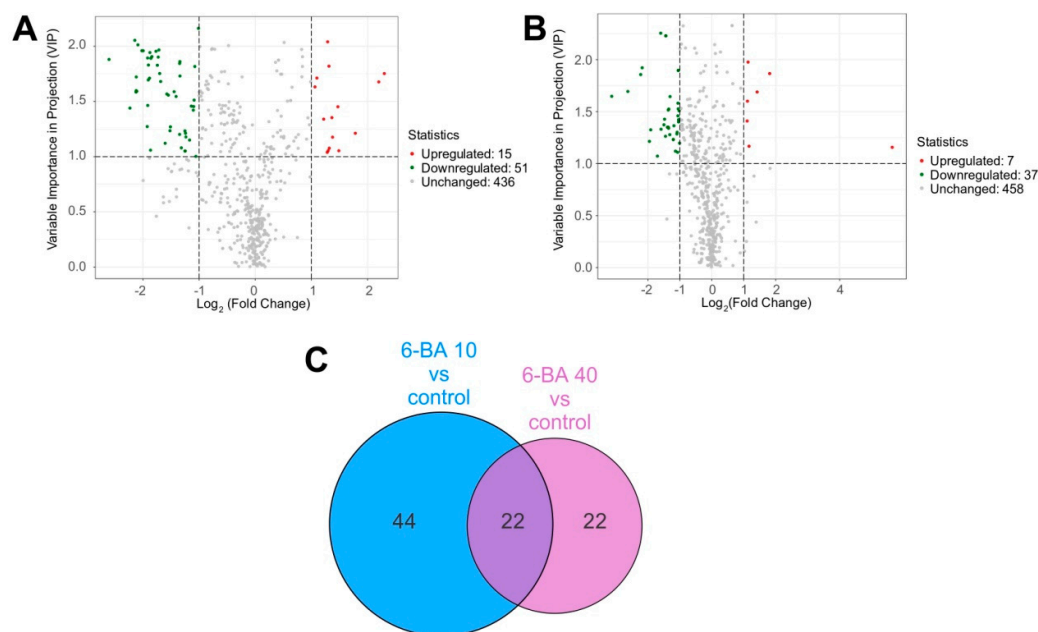 A
Variable Importance in Projection (VIP)
2.0
1.5
1.0
0.5
0.0
-2
-1
0
1
2
Log2 (Fold Change)
Statistics
Upregulated: 15
Downregulated: 51
Unchanged: 436
B
Variable Importance in Projection (VIP)
2.0
1.5
1.0
0.5
0.0
-2
-1
0
1
2
4
Log2(Fold Change)
Statistics
Upregulated: 7
Downregulated: 37
Unchanged: 458
C
6-BA 10
vs
control
6-BA 40
vs
control
44
22
22